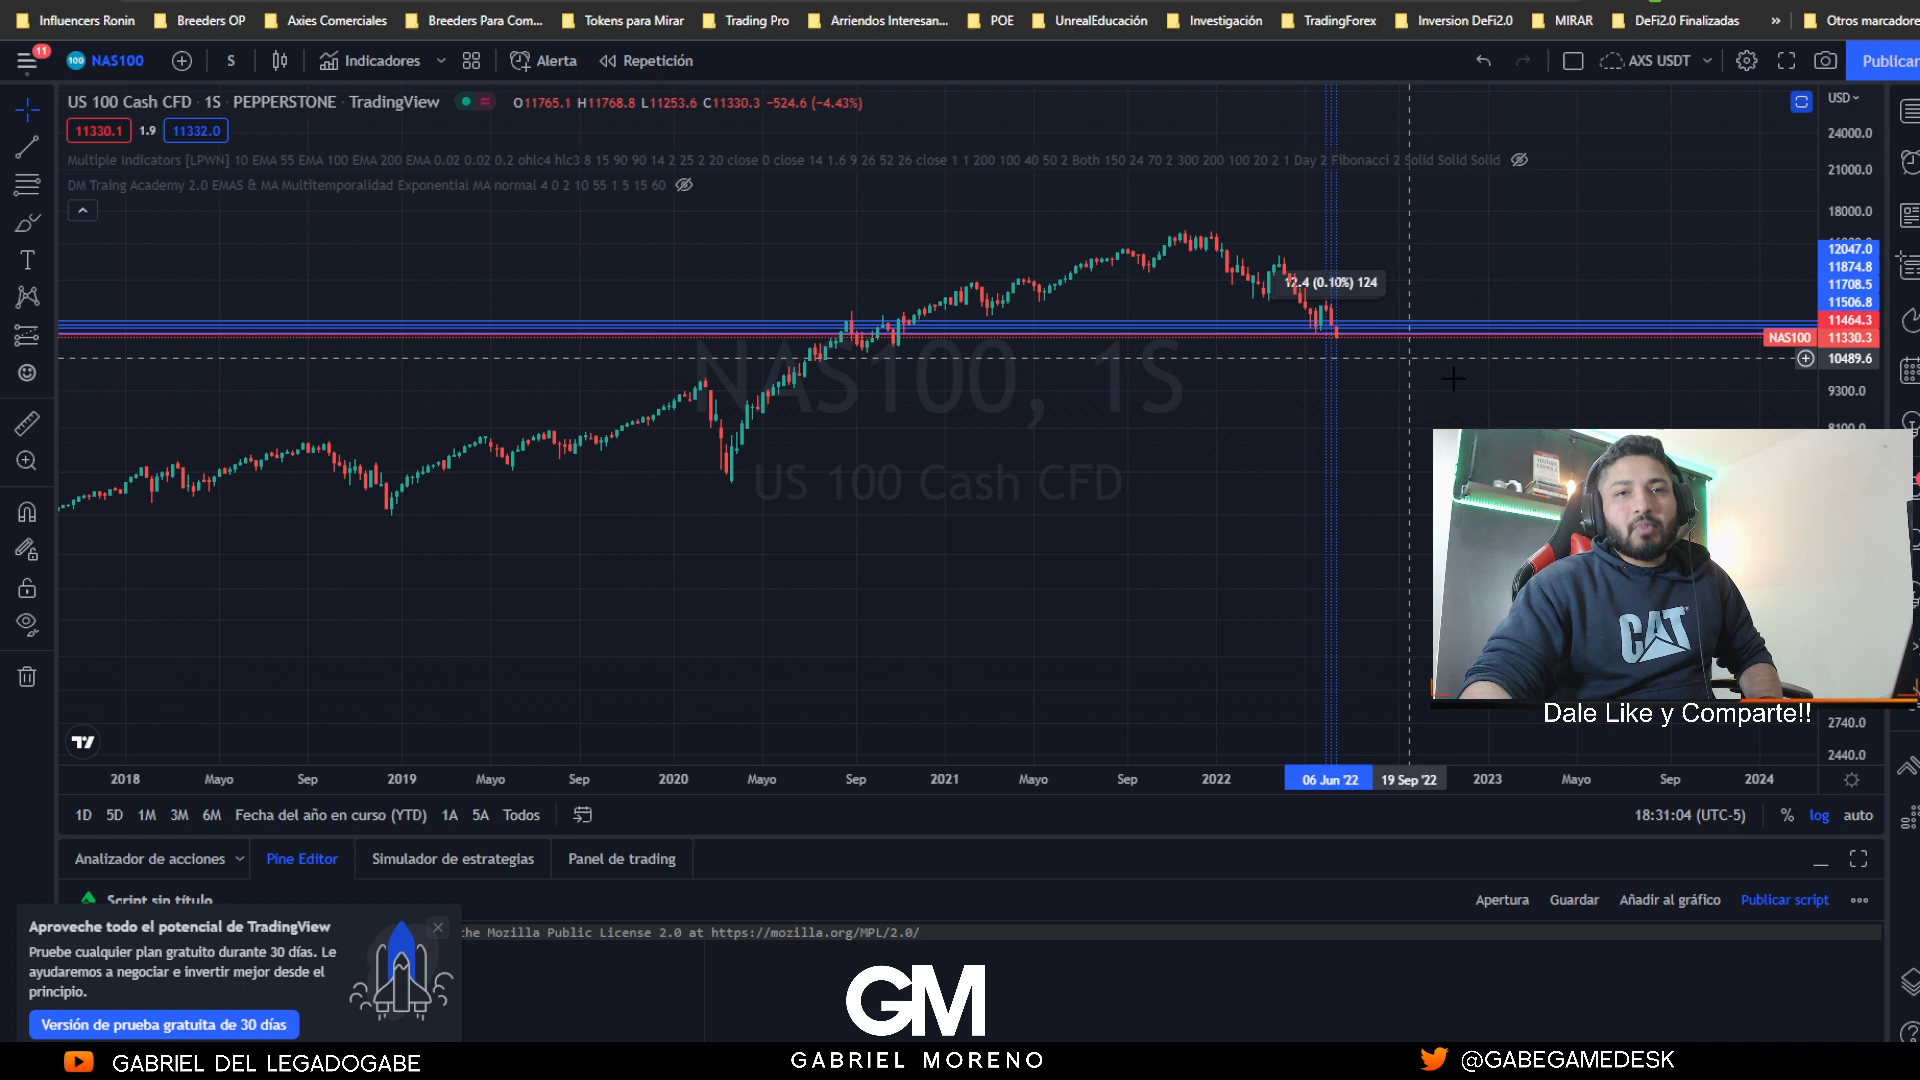 Influencers Ronin
Breeders OP
Axies Comerciales
Breeders Para Com...
Tokens para Mirar
Trading Pro
Arriendos Interesan...
POE
UnrealEducación
Investigación
TradingForex
Inversion DeFi2.0
MIRAR
DeFi2.0 Finalizadas
»
Otros marcadore
11
100 NAS100
S
Indicadores
Alerta
Repetición
AXS USDT
Publicar
US 100 Cash CFD · 1S · PEPPERSTONE · TradingView
O11765.1 H11768.8 L11253.6 C11330.3 −524.6 (−4.43%)
USD
11330.1 1.9 11332.0
Multiple Indicators [LPWN] 10 EMA 55 EMA 100 EMA 200 EMA 0.02 0.02 0.2 ohlc4 hlc3 8 15 90 90 14 2 25 2 20 close 0 close 14 1.6 9 26 52 26 close 1 1 200 100 40 50 2 Both 150 24 70 2 300 200 100 20 2 1 Day 2 Fibonacci 2 Solid Solid Solid
DM Traing Academy 2.0 EMAS & MA Multitemporalidad Exponential MA normal 4 0 2 10 55 1 5 15 60
24000.0
21000.0
18000.0
12047.0
11874.8
11708.5
11506.8
11464.3
NAS100 11330.3
10489.6
9300.0
8100.0
2740.0
2440.0
12.4 (0.10%) 124
NAS100, 1S
US 100 Cash CFD
CAT
Dale Like y Comparte!!
2018 Mayo Sep 2019 Mayo Sep 2020 Mayo Sep 2021 Mayo Sep 2022 06 Jun '22 19 Sep '22 2023 Mayo Sep 2024
1D 5D 1M 3M 6M Fecha del año en curso (YTD) 1A 5A Todos
18:31:04 (UTC-5) % log auto
Analizador de acciones
Pine Editor
Simulador de estrategias
Panel de trading
Script sin título
Apertura Guardar Añadir al gráfico Publicar script
Aproveche todo el potencial de TradingView
Pruebe cualquier plan gratuito durante 30 días. Le
ayudaremos a negociar e invertir mejor desde el
principio.
Versión de prueba gratuita de 30 días
the Mozilla Public License 2.0 at https://mozilla.org/MPL/2.0/
GM
GABRIEL MORENO
GABRIEL DEL LEGADOGABE
@GABEGAMEDESK